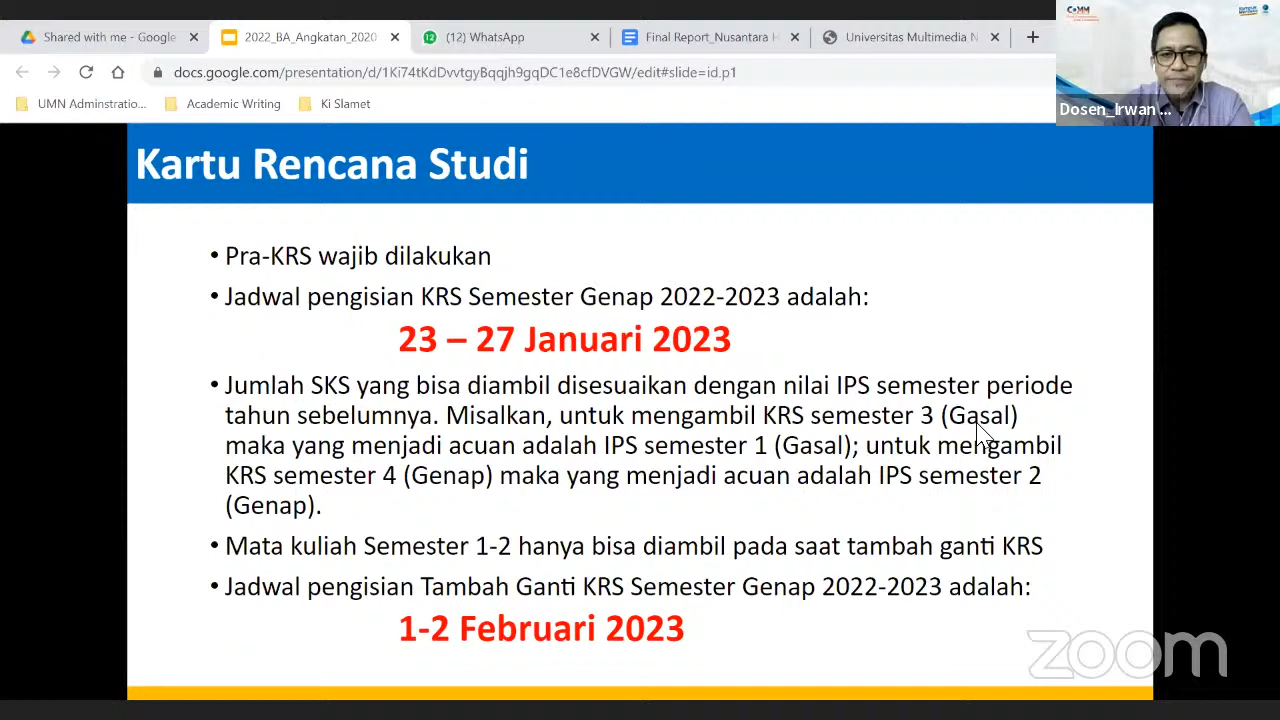 Shared with me - Google
2022_BA_Angkatan_2021
(12) WhatsApp
Final Report_Nusantara H
Universitas Multimedia N
docs.google.com/presentation/d/1Ki74tKdDvvtgyBqqjh9gqDC1e8cfDVGW/edit#slide=id.p1
UMN Adminstratio...
Academic Writing
Ki Slamet
COMM
Dosen_Irwan ...
Kartu Rencana Studi
• Pra-KRS wajib dilakukan
• Jadwal pengisian KRS Semester Genap 2022-2023 adalah:
23 – 27 Januari 2023
• Jumlah SKS yang bisa diambil disesuaikan dengan nilai IPS semester periode
tahun sebelumnya. Misalkan, untuk mengambil KRS semester 3 (Gasal)
maka yang menjadi acuan adalah IPS semester 1 (Gasal); untuk mengambil
KRS semester 4 (Genap) maka yang menjadi acuan adalah IPS semester 2
(Genap).
• Mata kuliah Semester 1-2 hanya bisa diambil pada saat tambah ganti KRS
• Jadwal pengisian Tambah Ganti KRS Semester Genap 2022-2023 adalah:
1-2 Februari 2023
zoom